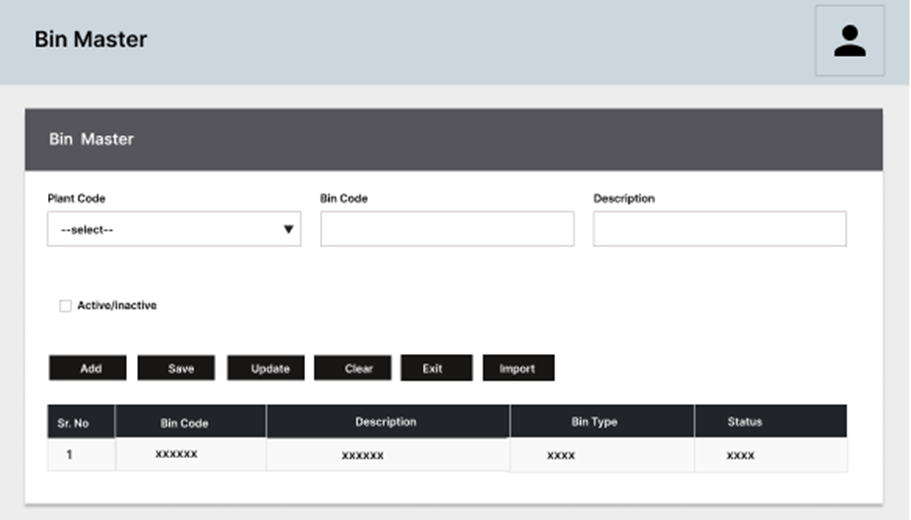 Bin Master
Bin Master
Plant Code Bin Code Description
--select--
Active/inactive
Add Save Update Clear Exit Import
Sr. No Bin Code Description Bin Type Status
1 xxxxxx xxxxxx xxxx xxxx